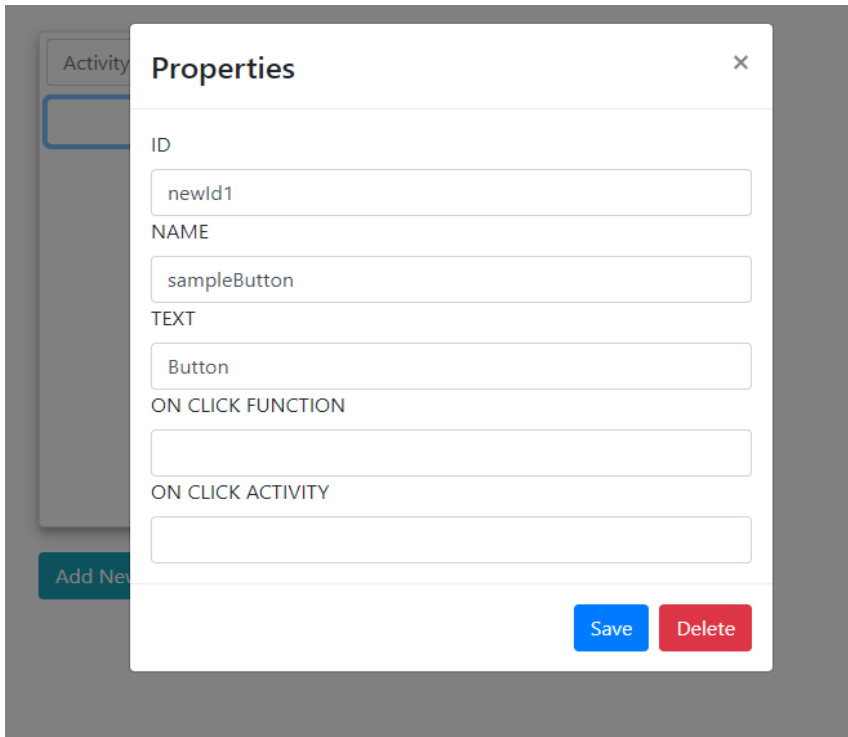 Activity
Properties
×
ID
newId1
NAME
sampleButton
TEXT
Button
ON CLICK FUNCTION
ON CLICK ACTIVITY
Add New
Save
Delete